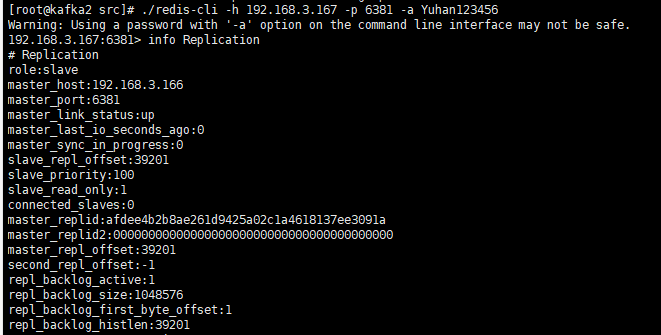 [root@kafka2 src]# ./redis-cli -h 192.168.3.167 -p 6381 -a Yuhan123456
Warning: Using a password with '-a' option on the command line interface may not be safe.
192.168.3.167:6381> info Replication
# Replication
role:slave
master_host:192.168.3.166
master_port:6381
master_link_status:up
master_last_io_seconds_ago:0
master_sync_in_progress:0
slave_repl_offset:39201
slave_priority:100
slave_read_only:1
connected_slaves:0
master_replid:afdee4b2b8ae261d9425a02c1a4618137ee3091a
master_replid2:0000000000000000000000000000000000000000
master_repl_offset:39201
second_repl_offset:-1
repl_backlog_active:1
repl_backlog_size:1048576
repl_backlog_first_byte_offset:1
repl_backlog_histlen:39201